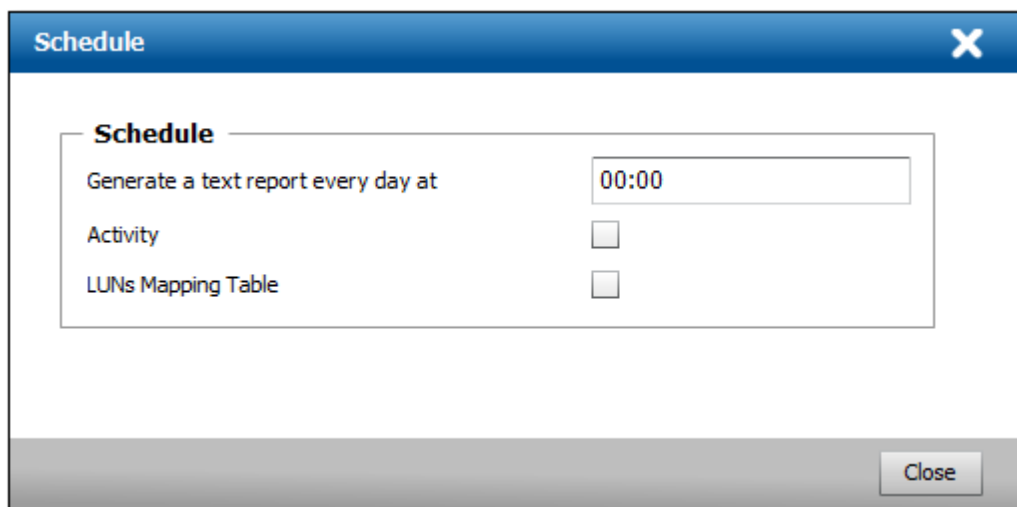 Schedule
Schedule
Generate a text report every day at 00:00
Activity
LUNs Mapping Table
Close